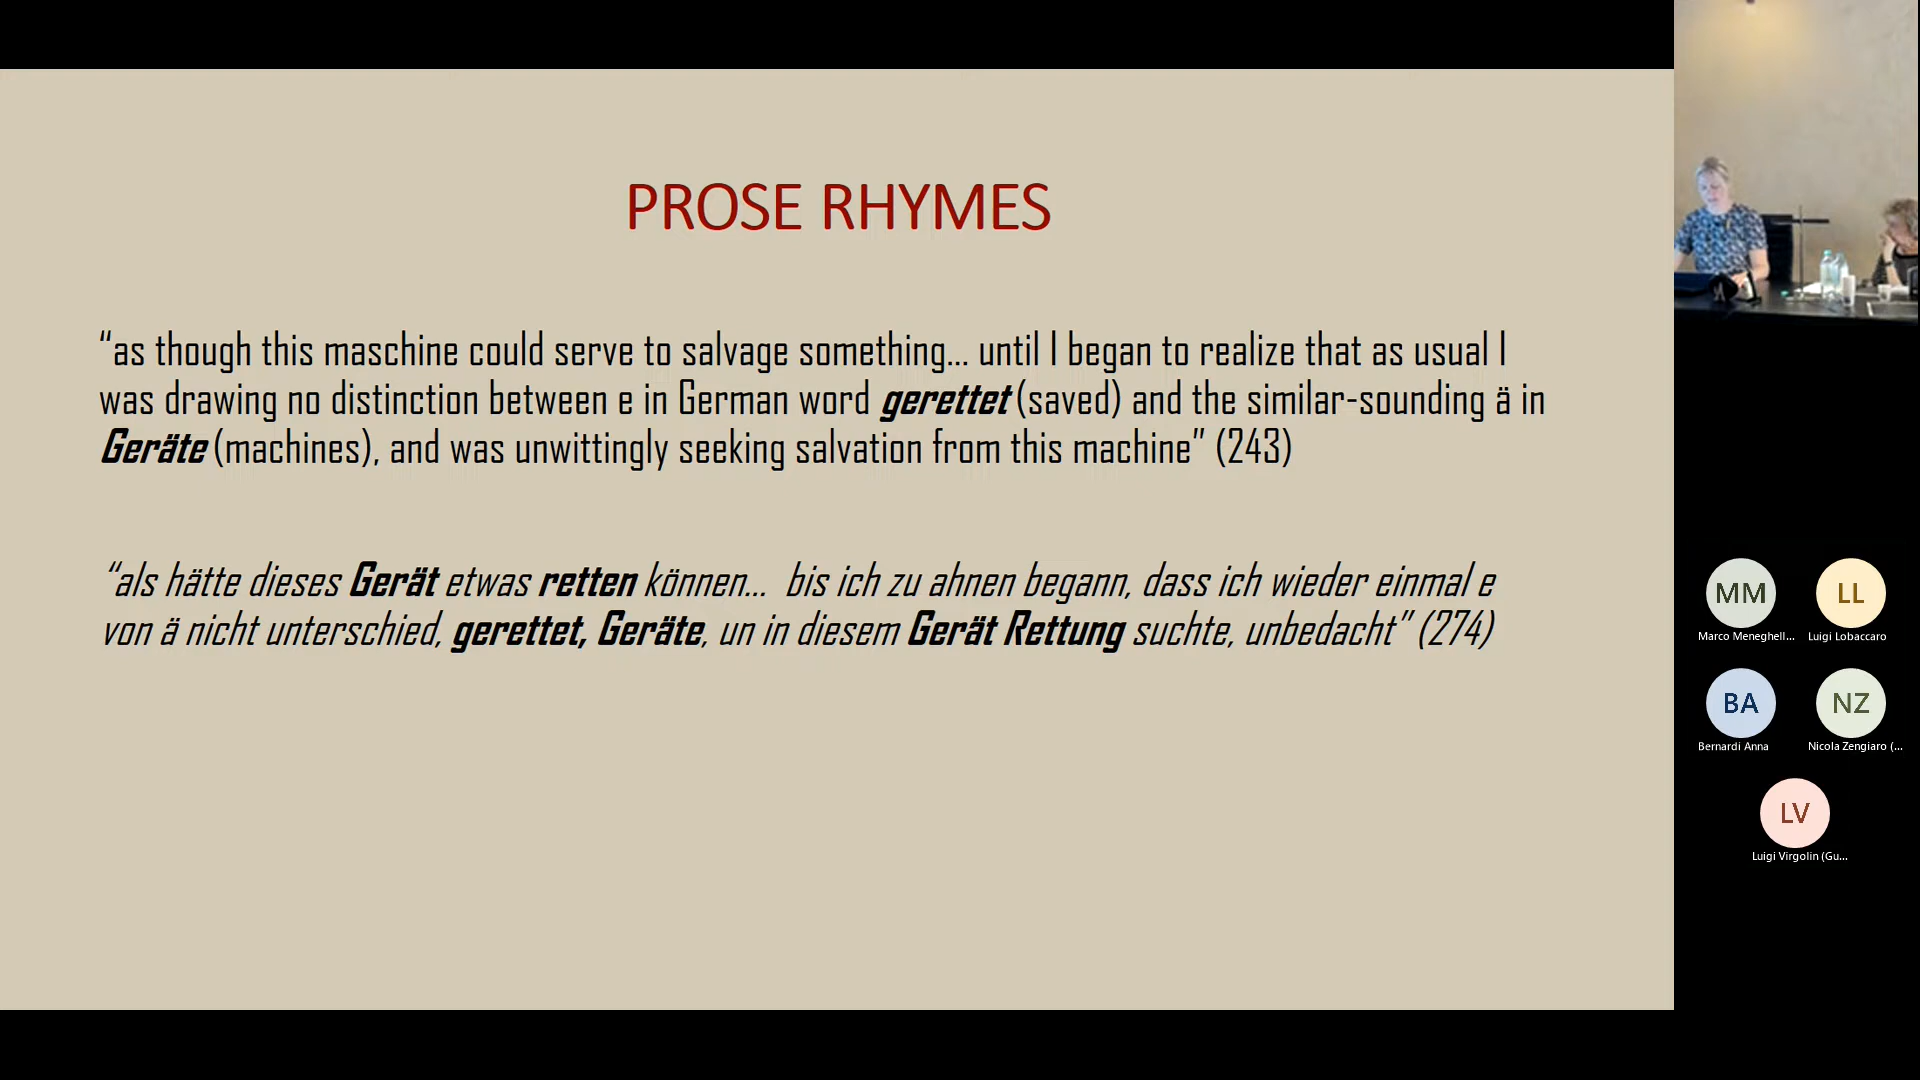 PROSE RHYMES
“as though this maschine could serve to salvage something... until I began to realize that as usual I
was drawing no distinction between e in German word gerettet (saved) and the similar-sounding ä in
Geräte (machines), and was unwittingly seeking salvation from this machine” (243)
“als hätte dieses Gerät etwas retten können... bis ich zu ahnen begann, dass ich wieder einmal e
von ä nicht unterschied, gerettet, Geräte, un in diesem Gerät Rettung suchte, unbedacht” (274)
MM
Marco Meneghell...
LL
Luigi Lobaccaro
BA
Bernardi Anna
NZ
Nicola Zengiaro (...
LV
Luigi Virgolin (Gu...